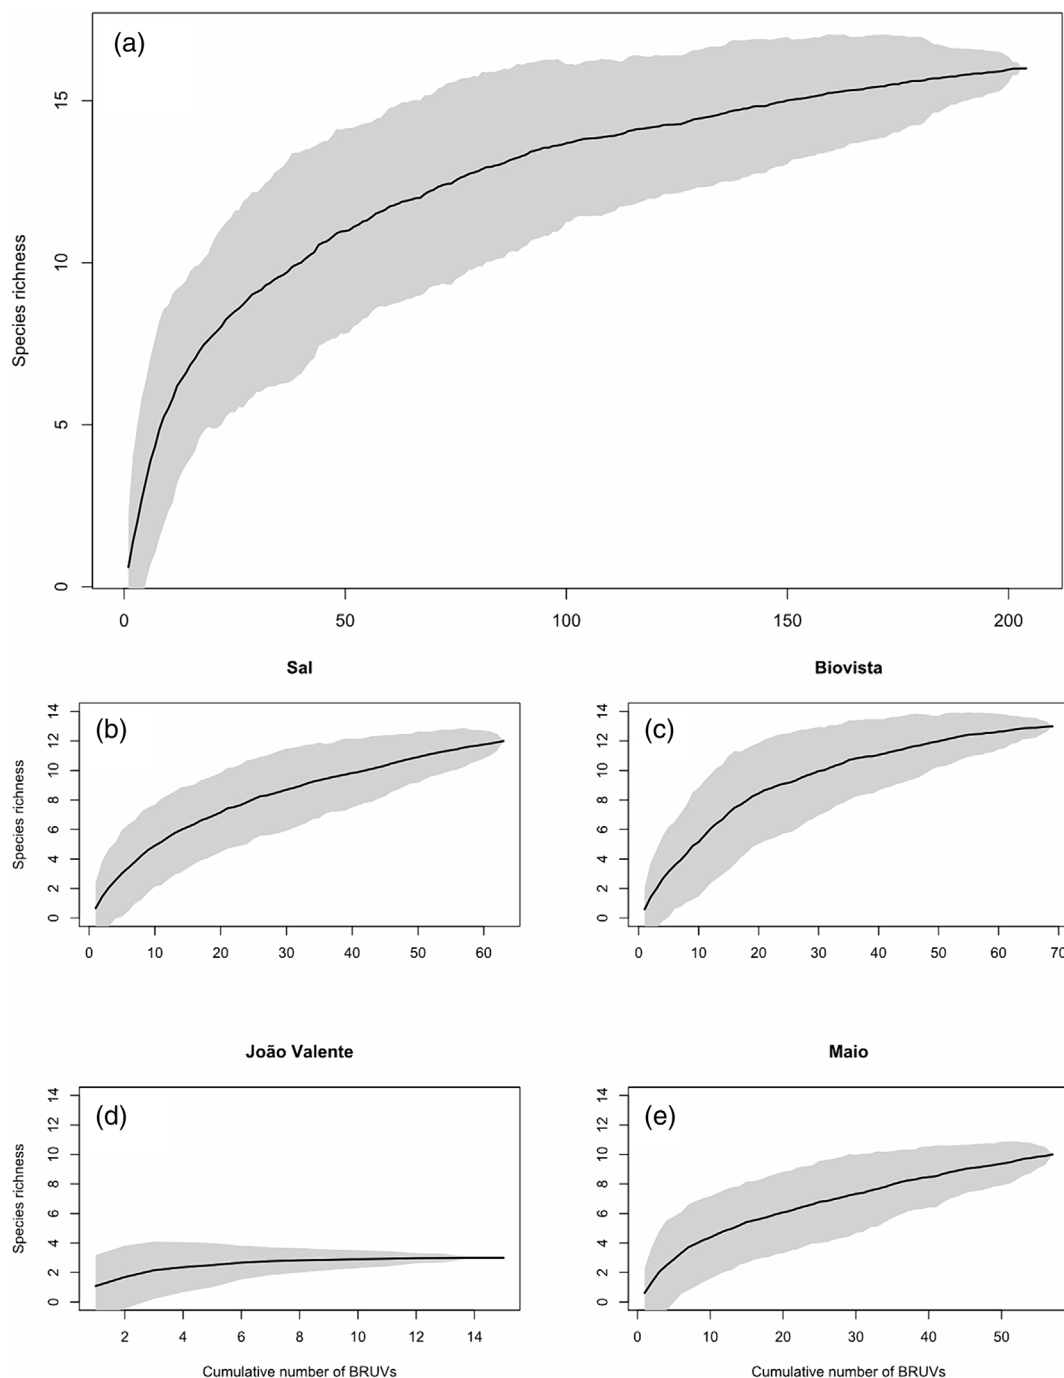 (a)
Species richness
15
10
5
0
0 50 100 150 200
Sal
(b)
Species richness
14
12
10
8
6
4
2
0
0 10 20 30 40 50 60
Biovista
(c)
14
12
10
8
6
4
2
0
0 10 20 30 40 50 60 70
João Valente
(d)
Species richness
14
12
10
8
6
4
2
0
2 4 6 8 10 12 14
Cumulative number of BRUVs
Maio
(e)
14
12
10
8
6
4
2
0
0 10 20 30 40 50
Cumulative number of BRUVs